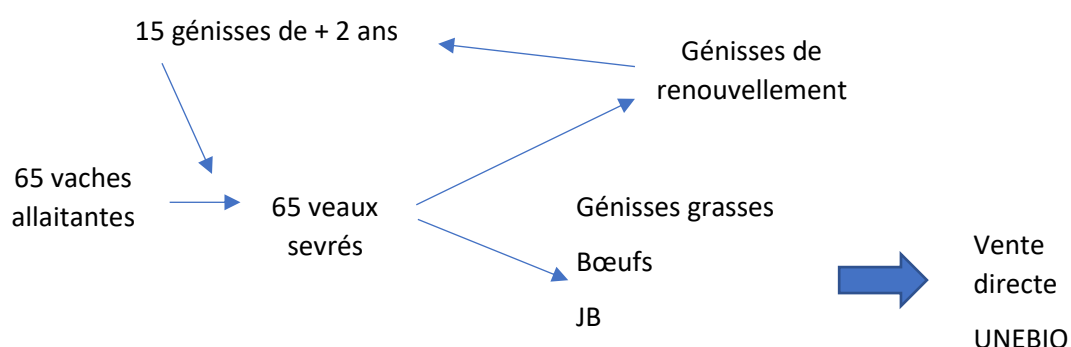 15 génisses de + 2 ans
Génisses de
renouvellement
65 vaches
allaitantes
65 veaux
sevrés
Génisses grasses
Bœufs
JB
Vente
directe
UNEBIO